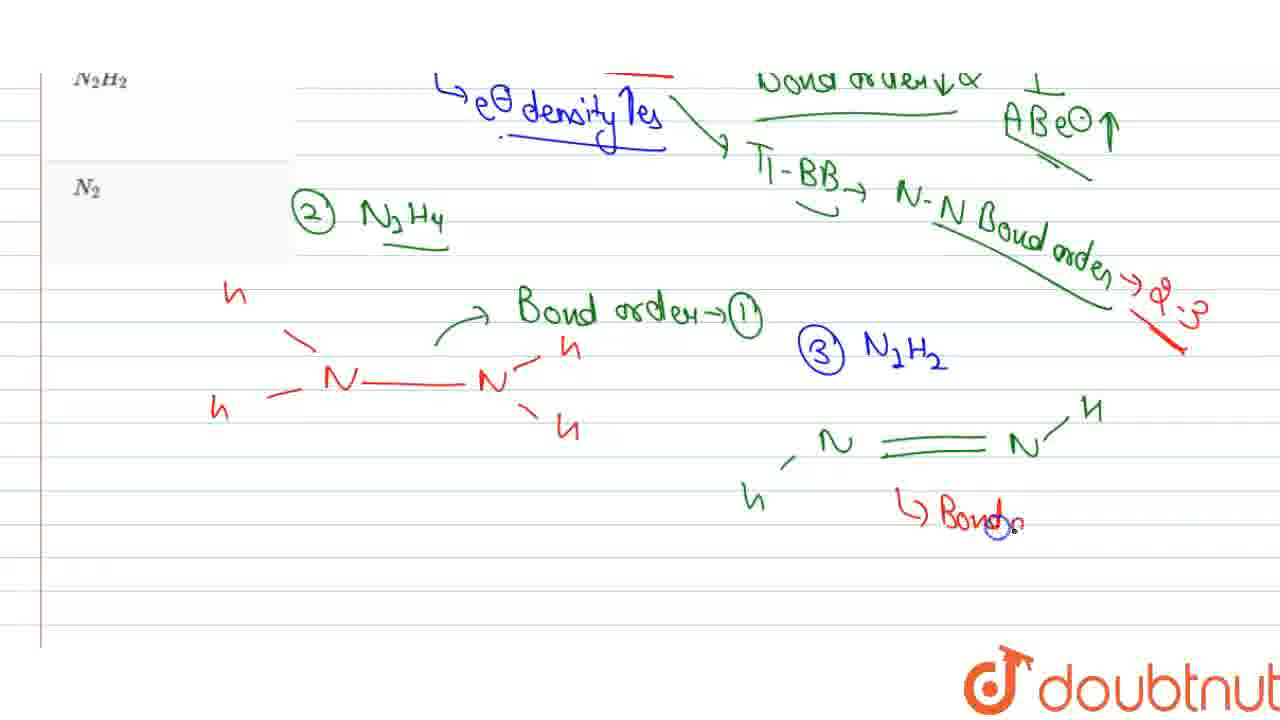 N2H2
N2
↳ e⊖ density ↑es
Bond order ↓ ∝ 1
ABe⊖ ↑
π-BB → N-N Bond order → 2-3
② N2H4
Bond order → ①
H
H N N H
H
③ N2H2
H
N N
H
↳ Bond
doubtnut